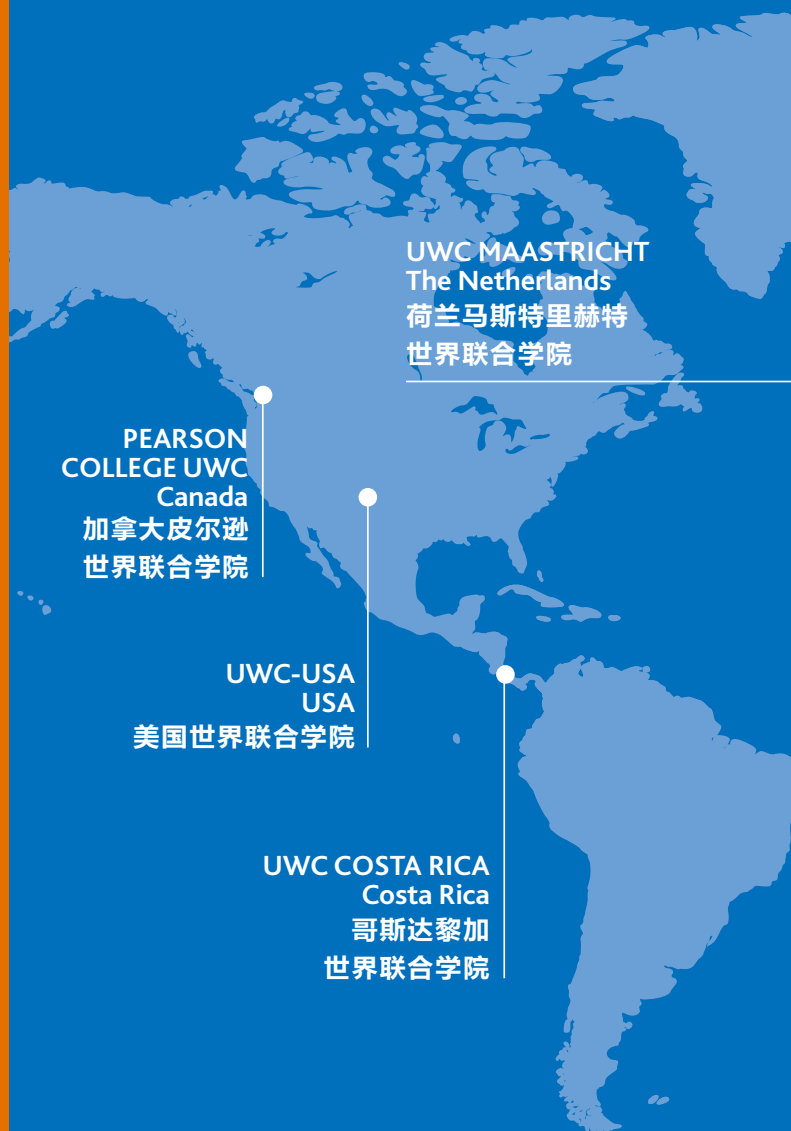 UWC MAASTRICHT
The Netherlands
荷兰马斯特里赫特
世界联合学院
PEARSON
COLLEGE UWC
Canada
加拿大皮尔逊
世界联合学院
UWC-USA
USA
美国世界联合学院
UWC COSTA RICA
Costa Rica
哥斯达黎加
世界联合学院